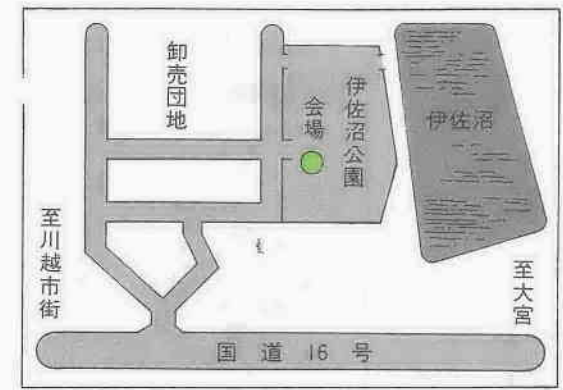 卸売団地
会場
伊佐沼公園
伊佐沼
至川越市街
至大宮
国道16号